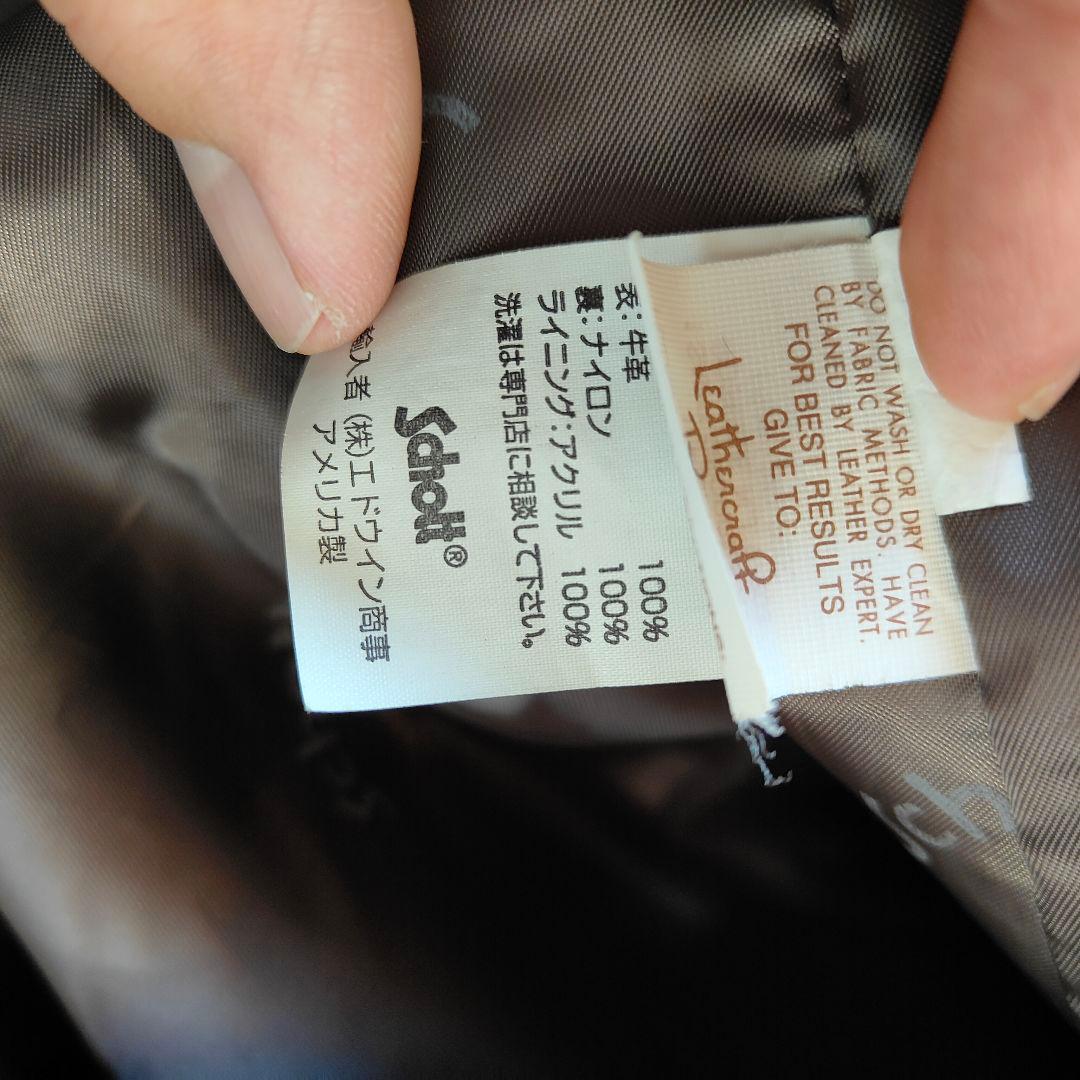 DO NOT WASH OR DRY CLEAN
BY FABRIC METHODS. HAVE
CLEANED BY LEATHER EXPERT.
FOR BEST RESULTS
GIVE TO:
Leathercraft
表:牛革 100%
裏:ナイロン 100%
ライニング:アクリル 100%
洗濯は専門店に相談して下さい。
Schott®
輸入者 (株)エドウイン商事
アメリカ製